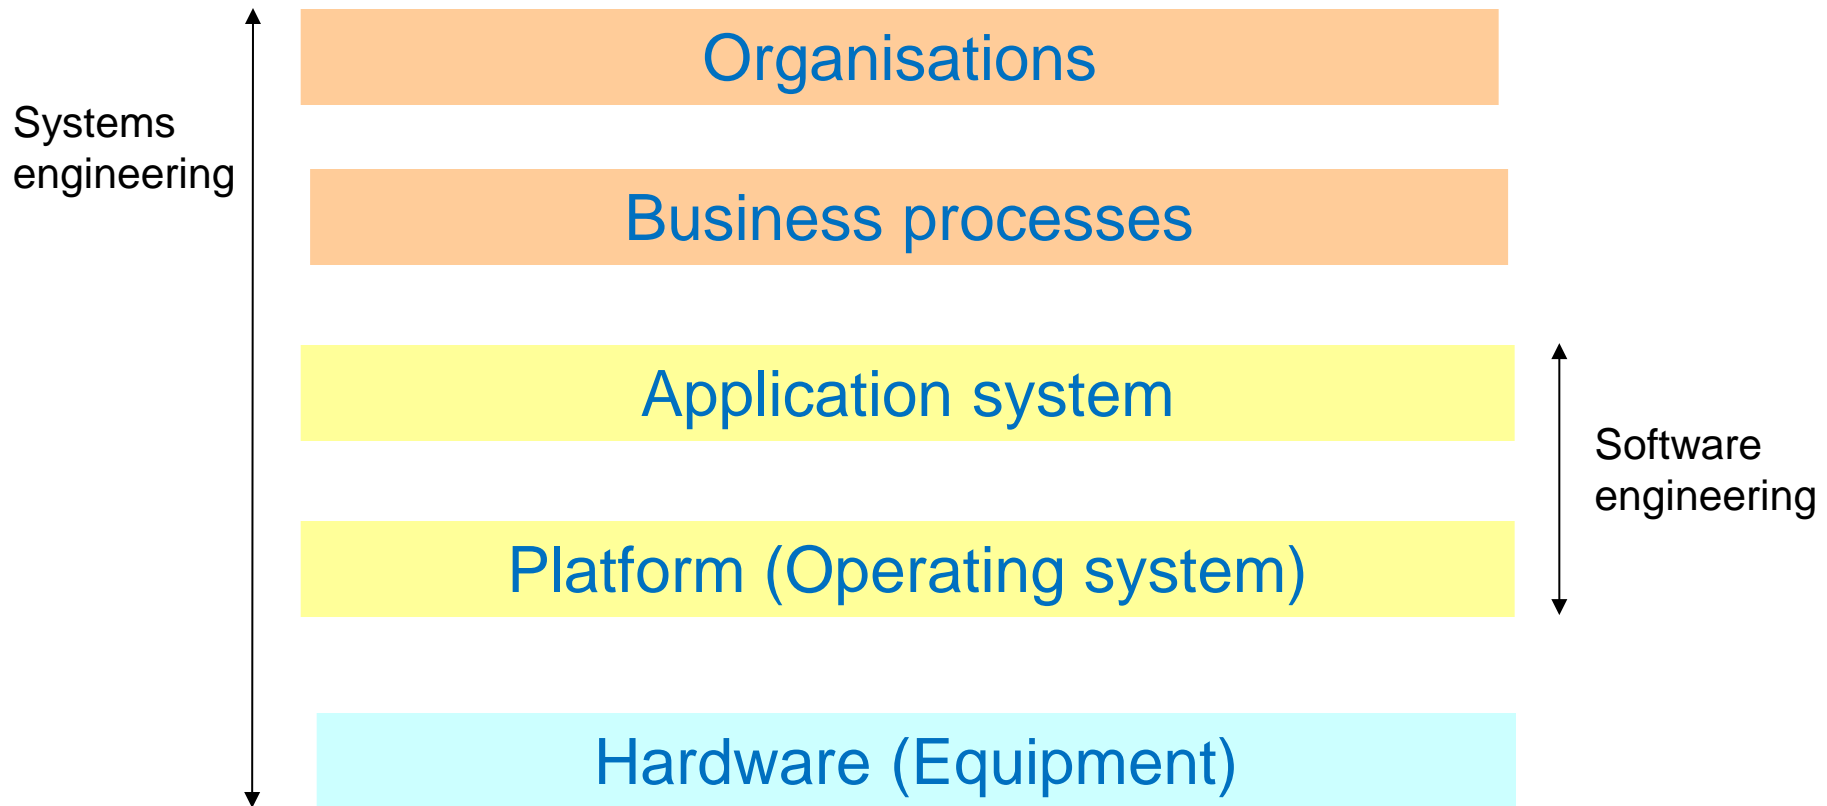 Organisations
Systems
engineering
Business processes
Application system
Software
engineering
Platform (Operating system)
Hardware (Equipment)